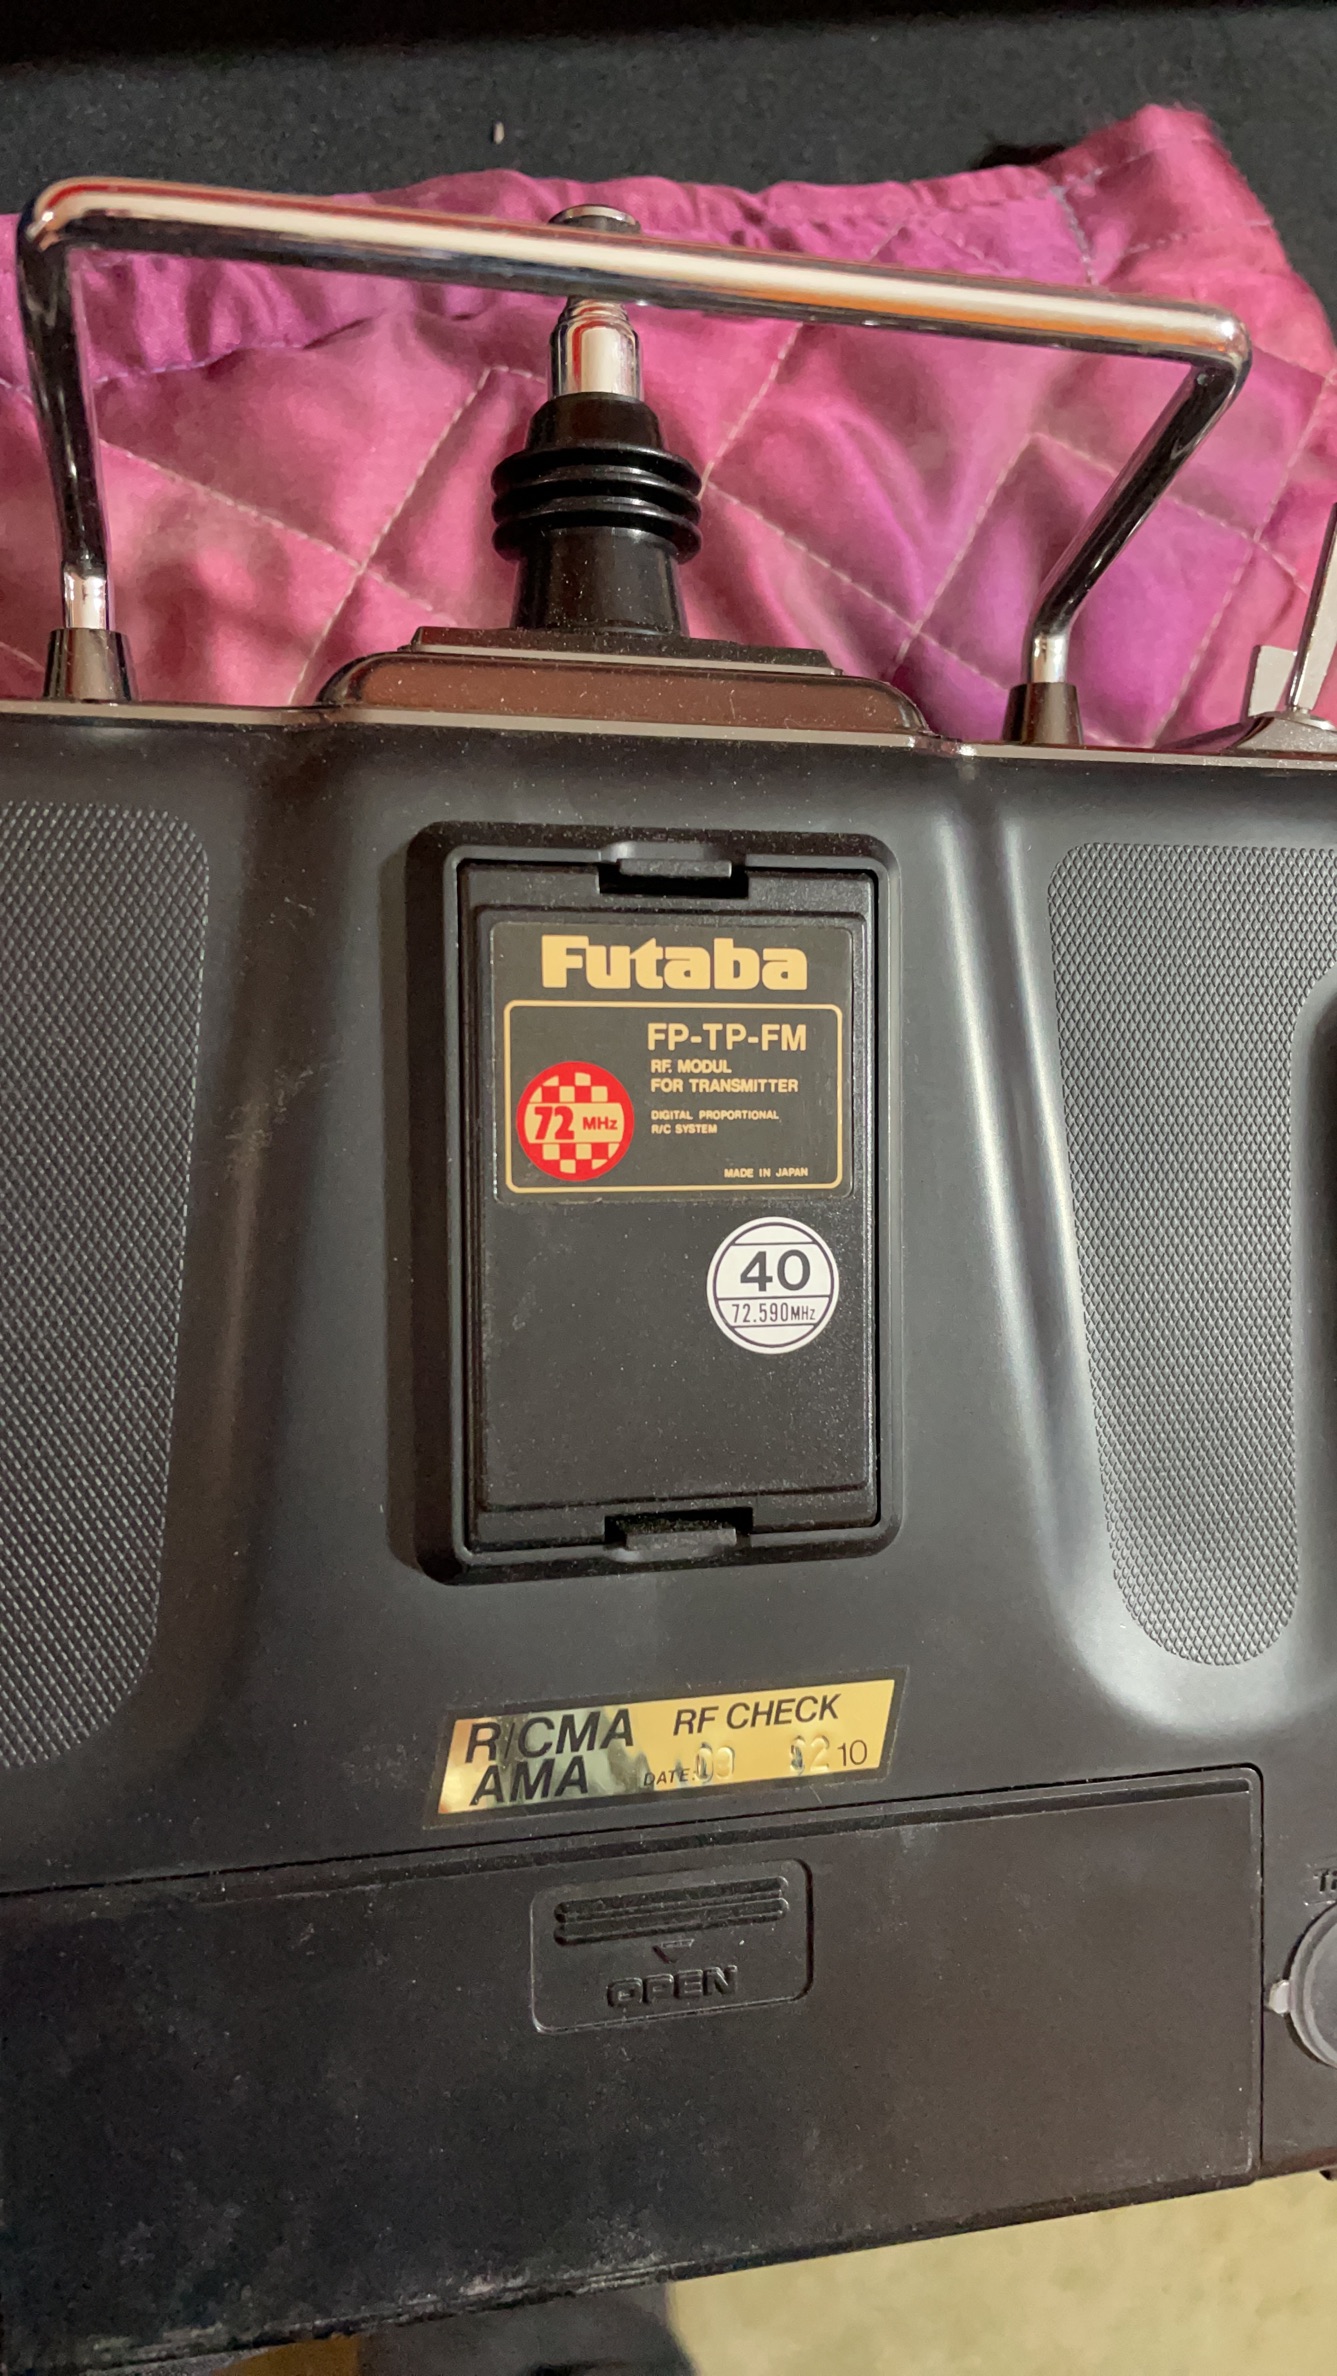 Futaba
FP-TP-FM
RF. MODUL
FOR TRANSMITTER
72 MHz
DIGITAL PROPORTIONAL
R/C SYSTEM
MADE IN JAPAN
40
72.590MHz
R/CMA RF CHECK
AMA DATE: 10
OPEN